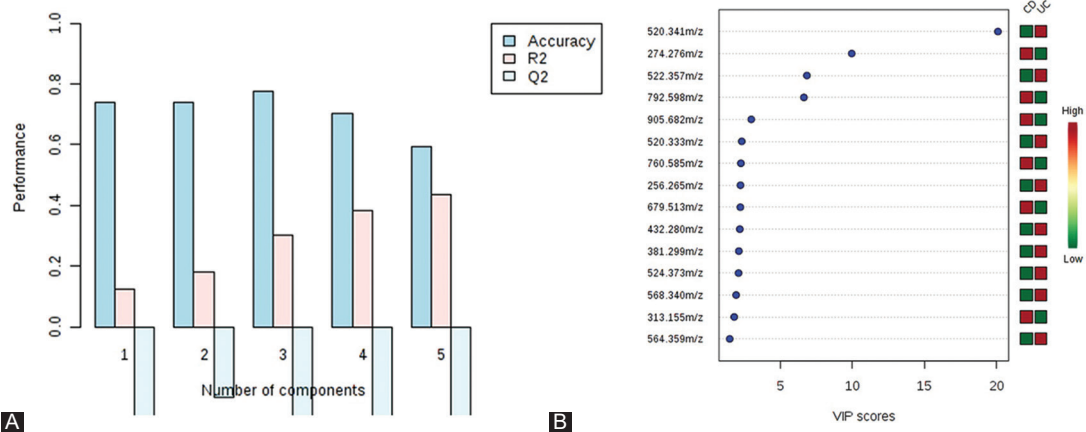 1.0
0.8
0.6
0.4
0.2
0.0
Performance
Accuracy
R2
Q2
1 2 3 4 5
Number of components
A
CD UC
520.341m/z
274.276m/z
522.357m/z
792.598m/z
905.682m/z
520.333m/z
760.585m/z
256.265m/z
679.513m/z
432.280m/z
381.299m/z
524.373m/z
568.340m/z
313.155m/z
564.359m/z
5 10 15 20
VIP scores
High
Low
B